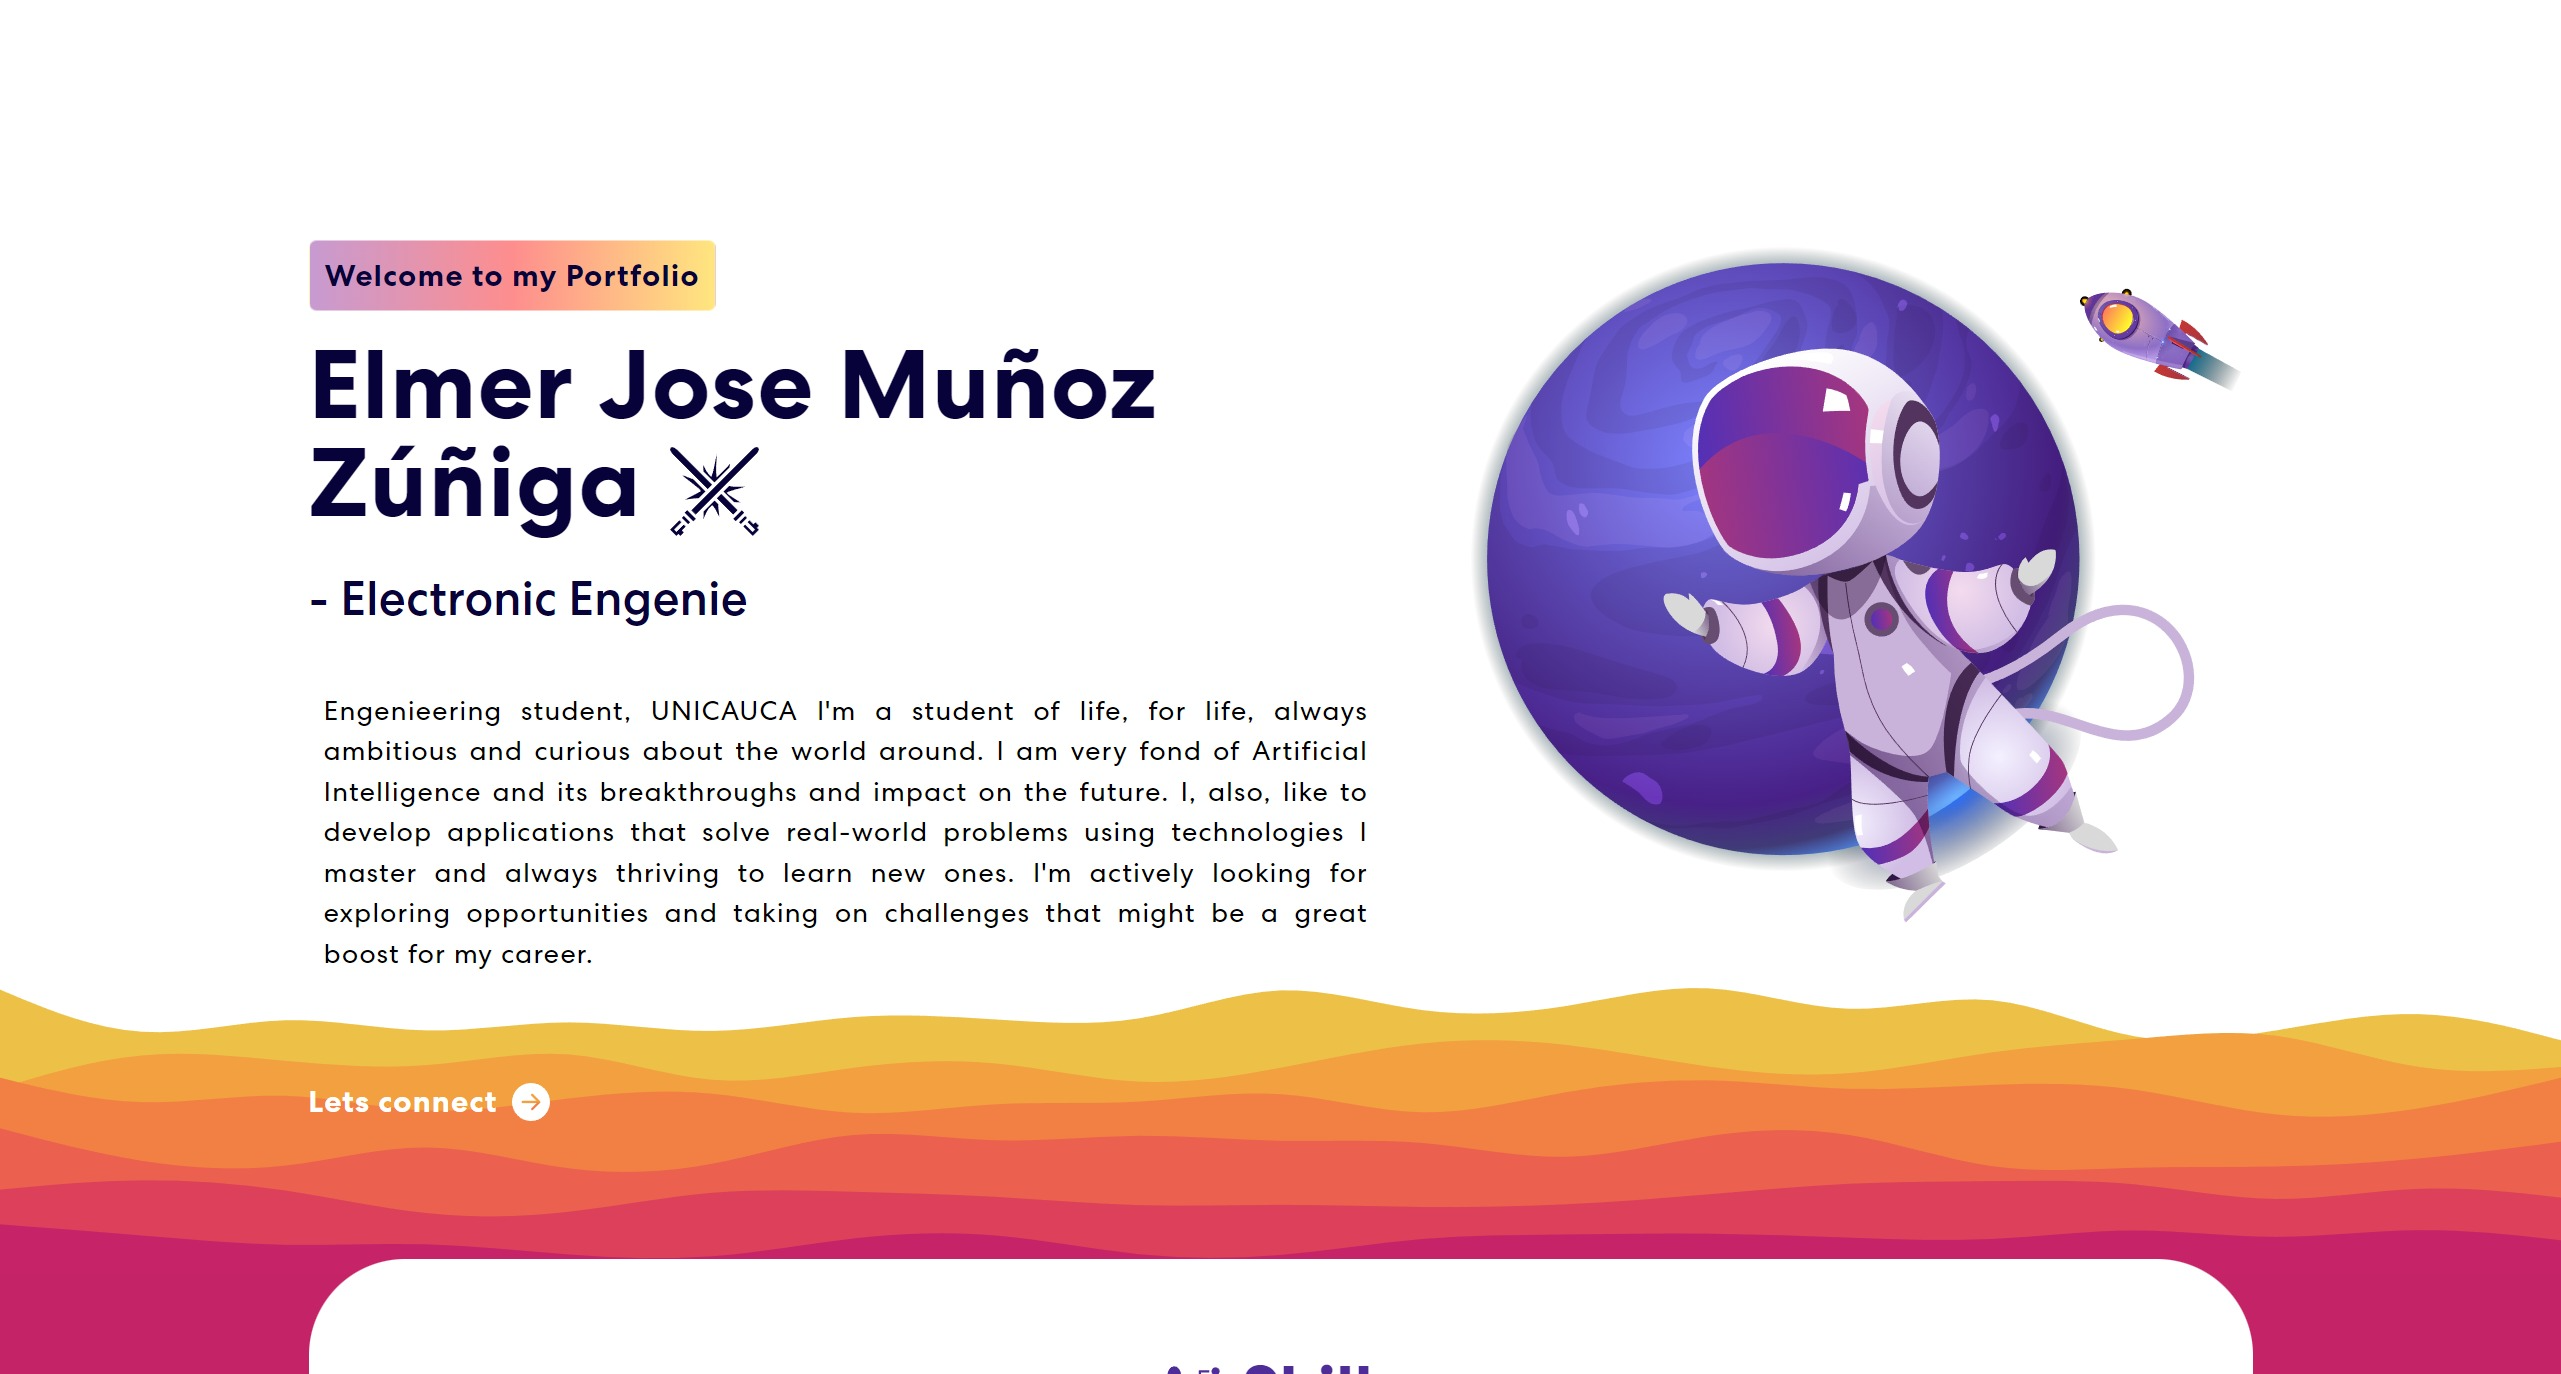 Welcome to my Portfolio
Elmer Jose Muñoz
Zúñiga
- Electronic Engenie
Engenieering student, UNICAUCA I'm a student of life, for life, always
ambitious and curious about the world around. I am very fond of Artificial
Intelligence and its breakthroughs and impact on the future. I, also, like to
develop applications that solve real-world problems using technologies I
master and always thriving to learn new ones. I'm actively looking for
exploring opportunities and taking on challenges that might be a great
boost for my career.
Lets connect